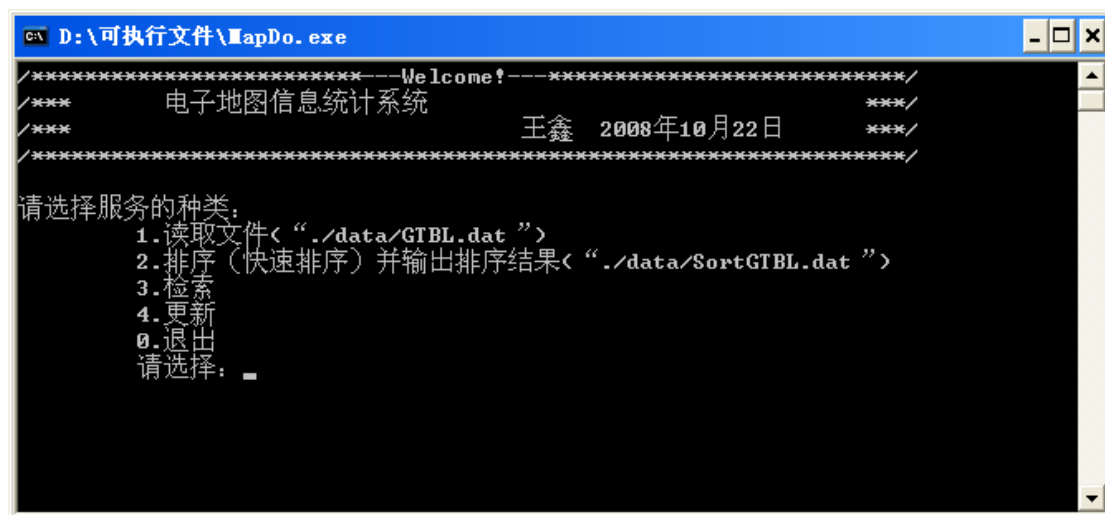 D:\可执行文件\MapDo.exe
/*************************---Welcome!---***************************/
/*** 电子地图信息统计系统 ***/
/*** 王鑫 2008年10月22日 ***/
/******************************************************************/
请选择服务的种类：
1.读取文件(“./data/GTBL.dat ”)
2.排序（快速排序）并输出排序结果(“./data/SortGTBL.dat ”)
3.检索
4.更新
0.退出
请选择：